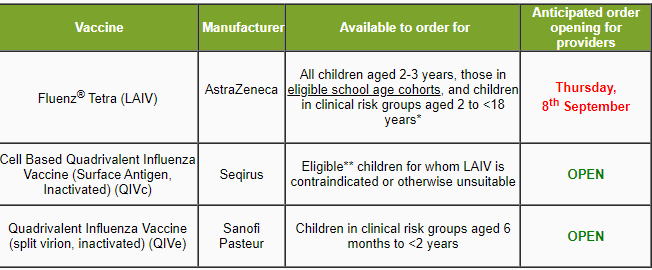 Vaccine
Manufacturer
Available to order for
Anticipated order
opening for
providers
Fluenz® Tetra (LAIV)
AstraZeneca
All children aged 2-3 years, those in
eligible school age cohorts, and children
in clinical risk groups aged 2 to <18
years*
Thursday,
8th September
Cell Based Quadrivalent Influenza
Vaccine (Surface Antigen,
Inactivated) (QIVc)
Seqirus
Eligible** children for whom LAIV is
contraindicated or otherwise unsuitable
OPEN
Quadrivalent Influenza Vaccine
(split virion, inactivated) (QIVe)
Sanofi
Pasteur
Children in clinical risk groups aged 6
months to <2 years
OPEN